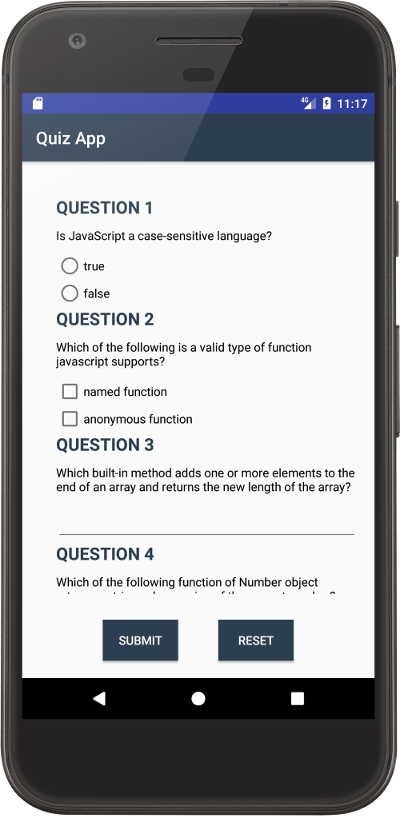 4G 11:17
Quiz App
QUESTION 1
Is JavaScript a case-sensitive language?
true
false
QUESTION 2
Which of the following is a valid type of function
javascript supports?
named function
anonymous function
QUESTION 3
Which built-in method adds one or more elements to the
end of an array and returns the new length of the array?
QUESTION 4
Which of the following function of Number object
SUBMIT RESET